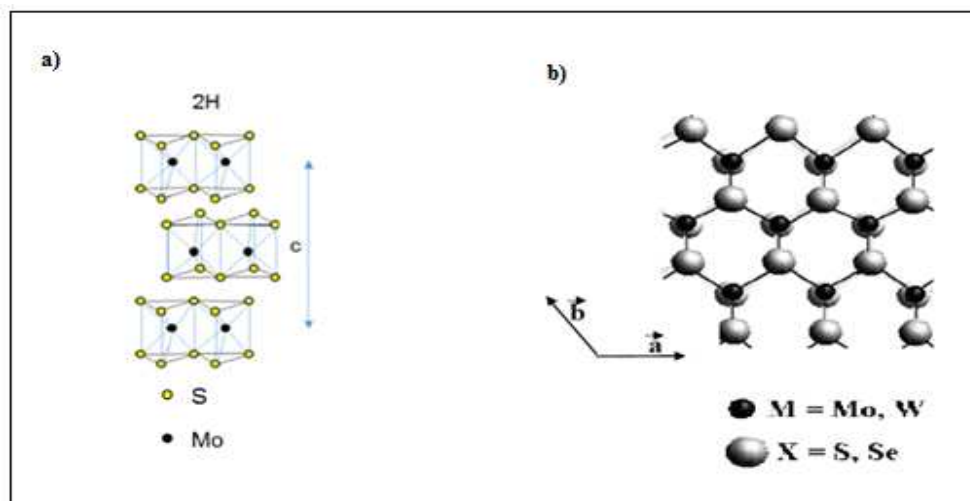 a)
2H
c
S
Mo
b)
b
a
M = Mo, W
X = S, Se